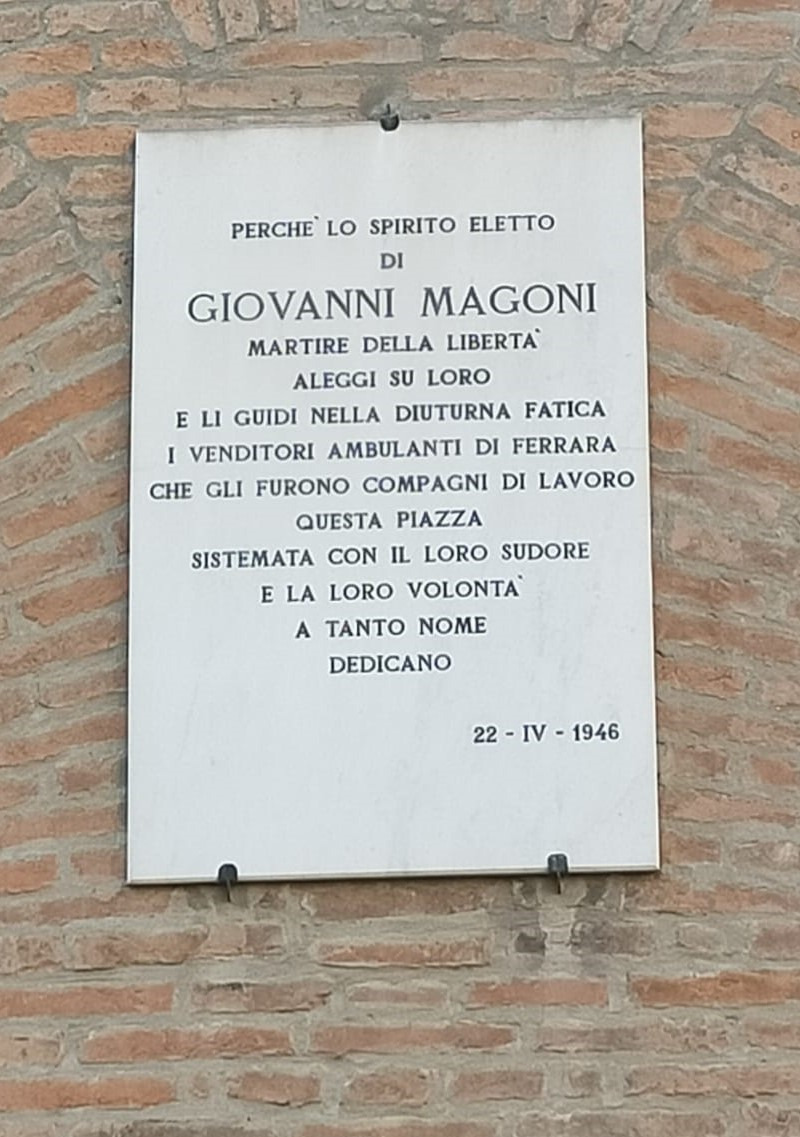 PERCHE` LO SPIRITO ELETTO
DI
GIOVANNI MAGONI
MARTIRE DELLA LIBERTA`
ALEGGI SU LORO
E LI GUIDI NELLA DIUTURNA FATICA
I VENDITORI AMBULANTI DI FERRARA
CHE GLI FURONO COMPAGNI DI LAVORO
QUESTA PIAZZA
SISTEMATA CON IL LORO SUDORE
E LA LORO VOLONTA`
A TANTO NOME
DEDICANO
22 - IV - 1946